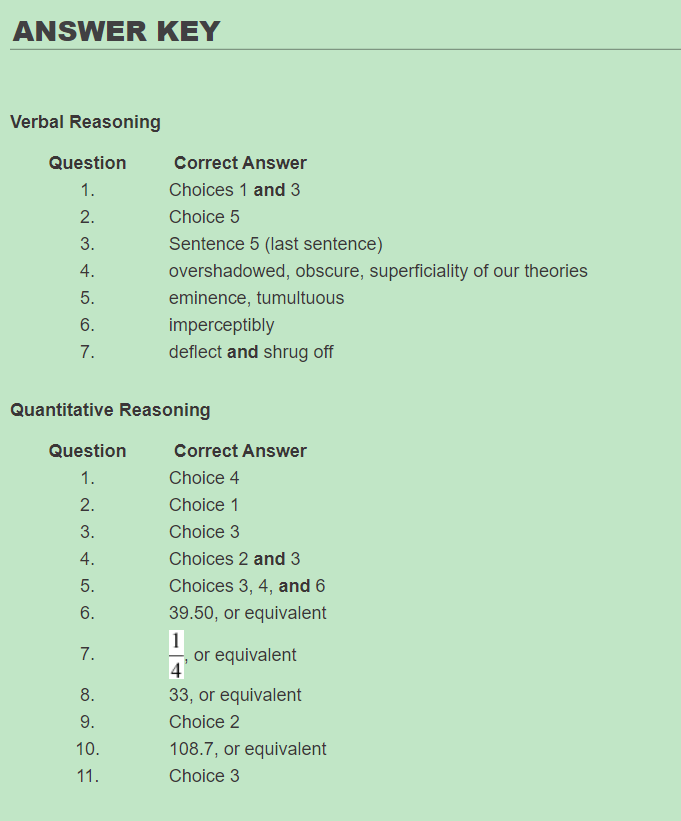 ANSWER KEY
Verbal Reasoning
Question Correct Answer
1. Choices 1 and 3
2. Choice 5
3. Sentence 5 (last sentence)
4. overshadowed, obscure, superficiality of our theories
5. eminence, tumultuous
6. imperceptibly
7. deflect and shrug off
Quantitative Reasoning
Question Correct Answer
1. Choice 4
2. Choice 1
3. Choice 3
4. Choices 2 and 3
5. Choices 3, 4, and 6
6. 39.50, or equivalent
7. 1/4, or equivalent
8. 33, or equivalent
9. Choice 2
10. 108.7, or equivalent
11. Choice 3